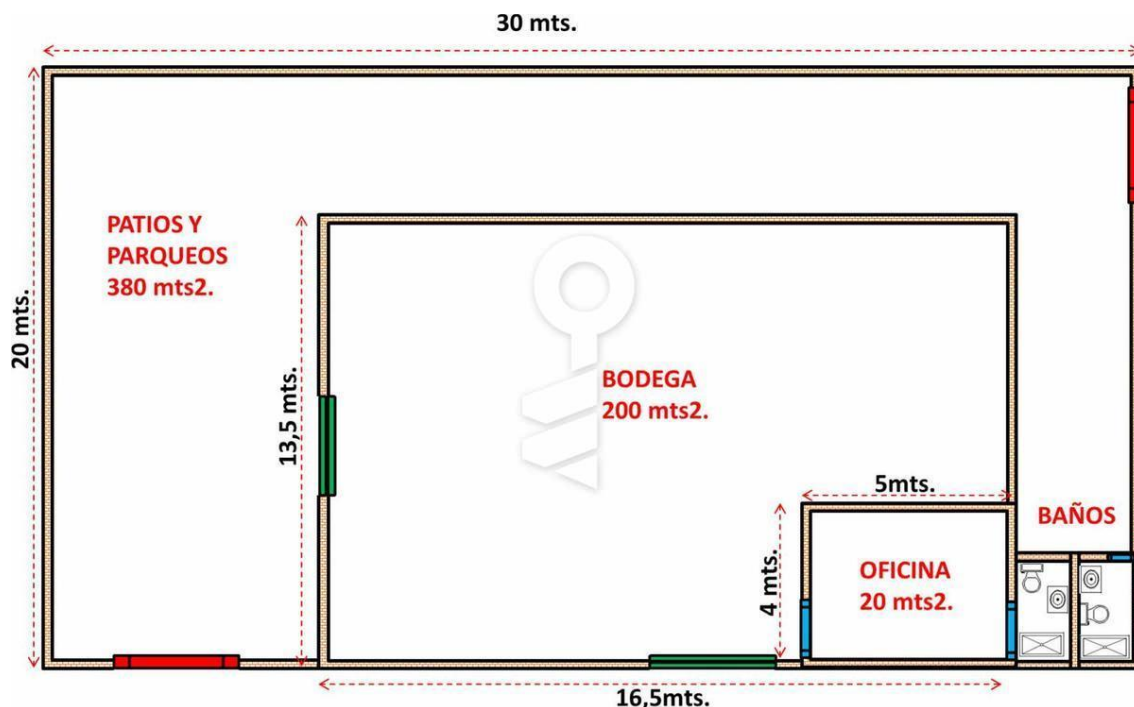 30 mts.
PATIOS Y
PARQUEOS
380 mts2.
20 mts.
13,5 mts.
BODEGA
200 mts2.
5mts.
BAÑOS
4 mts.
OFICINA
20 mts2.
16,5mts.